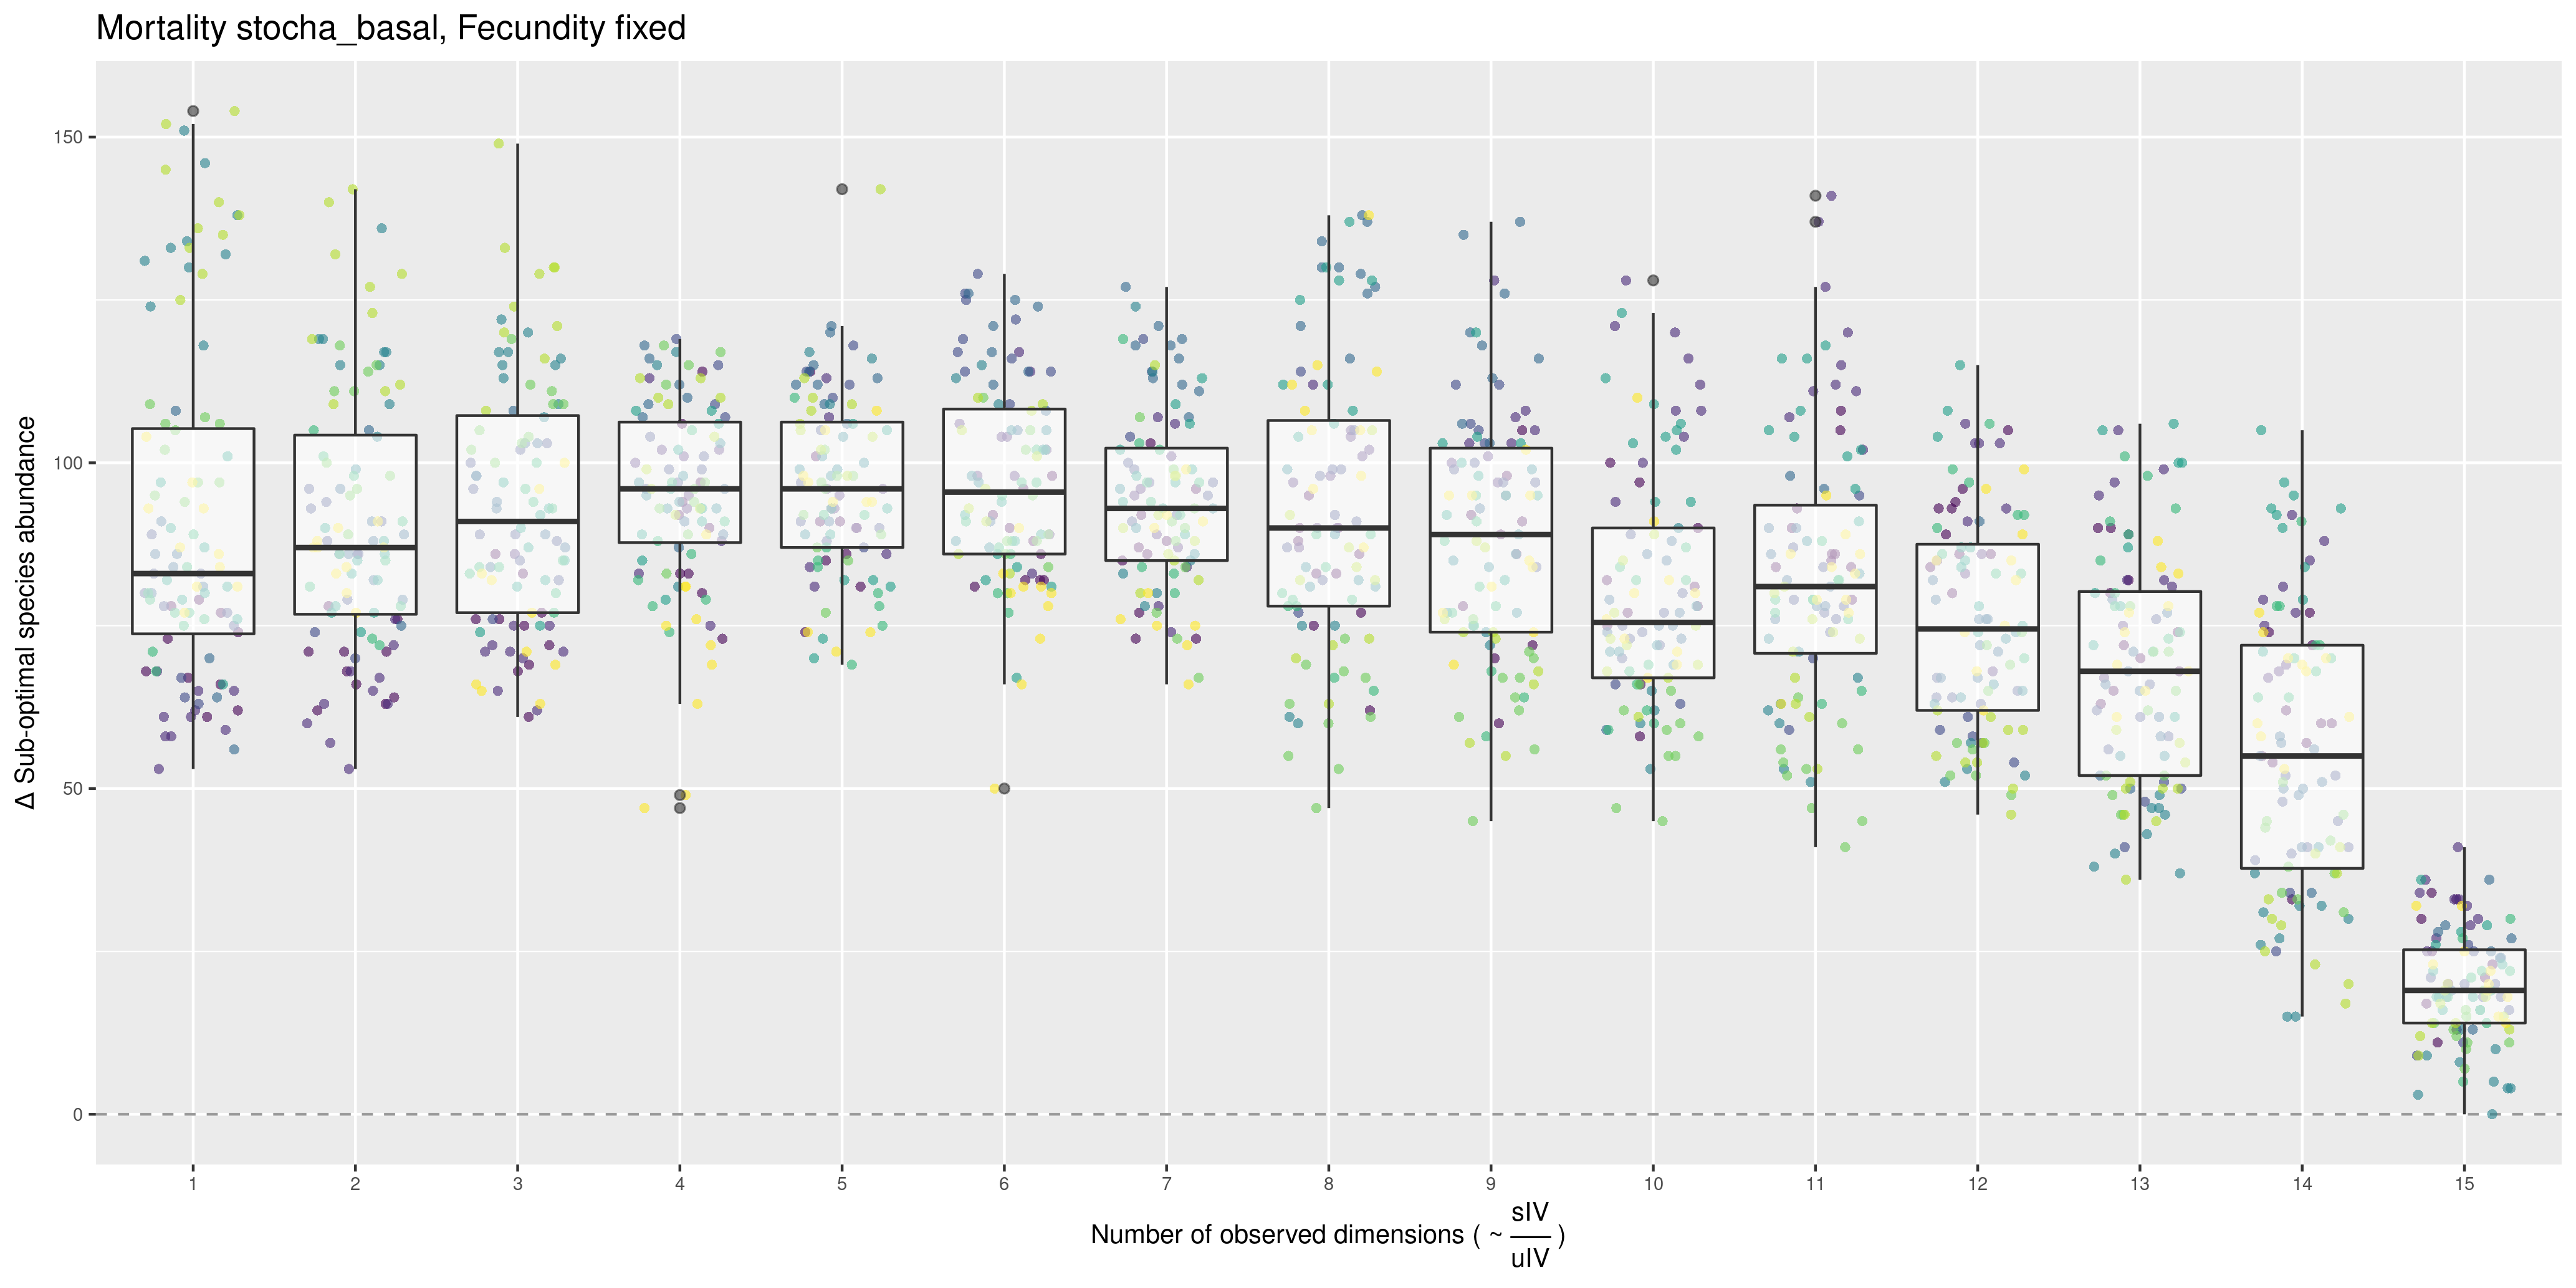 Mortality stocha_basal, Fecundity fixed
Δ Sub-optimal species abundance
150
100
50
0
1 2 3 4 5 6 7 8 9 10 11 12 13 14 15
Number of observed dimensions ( ~ sIV / uIV )